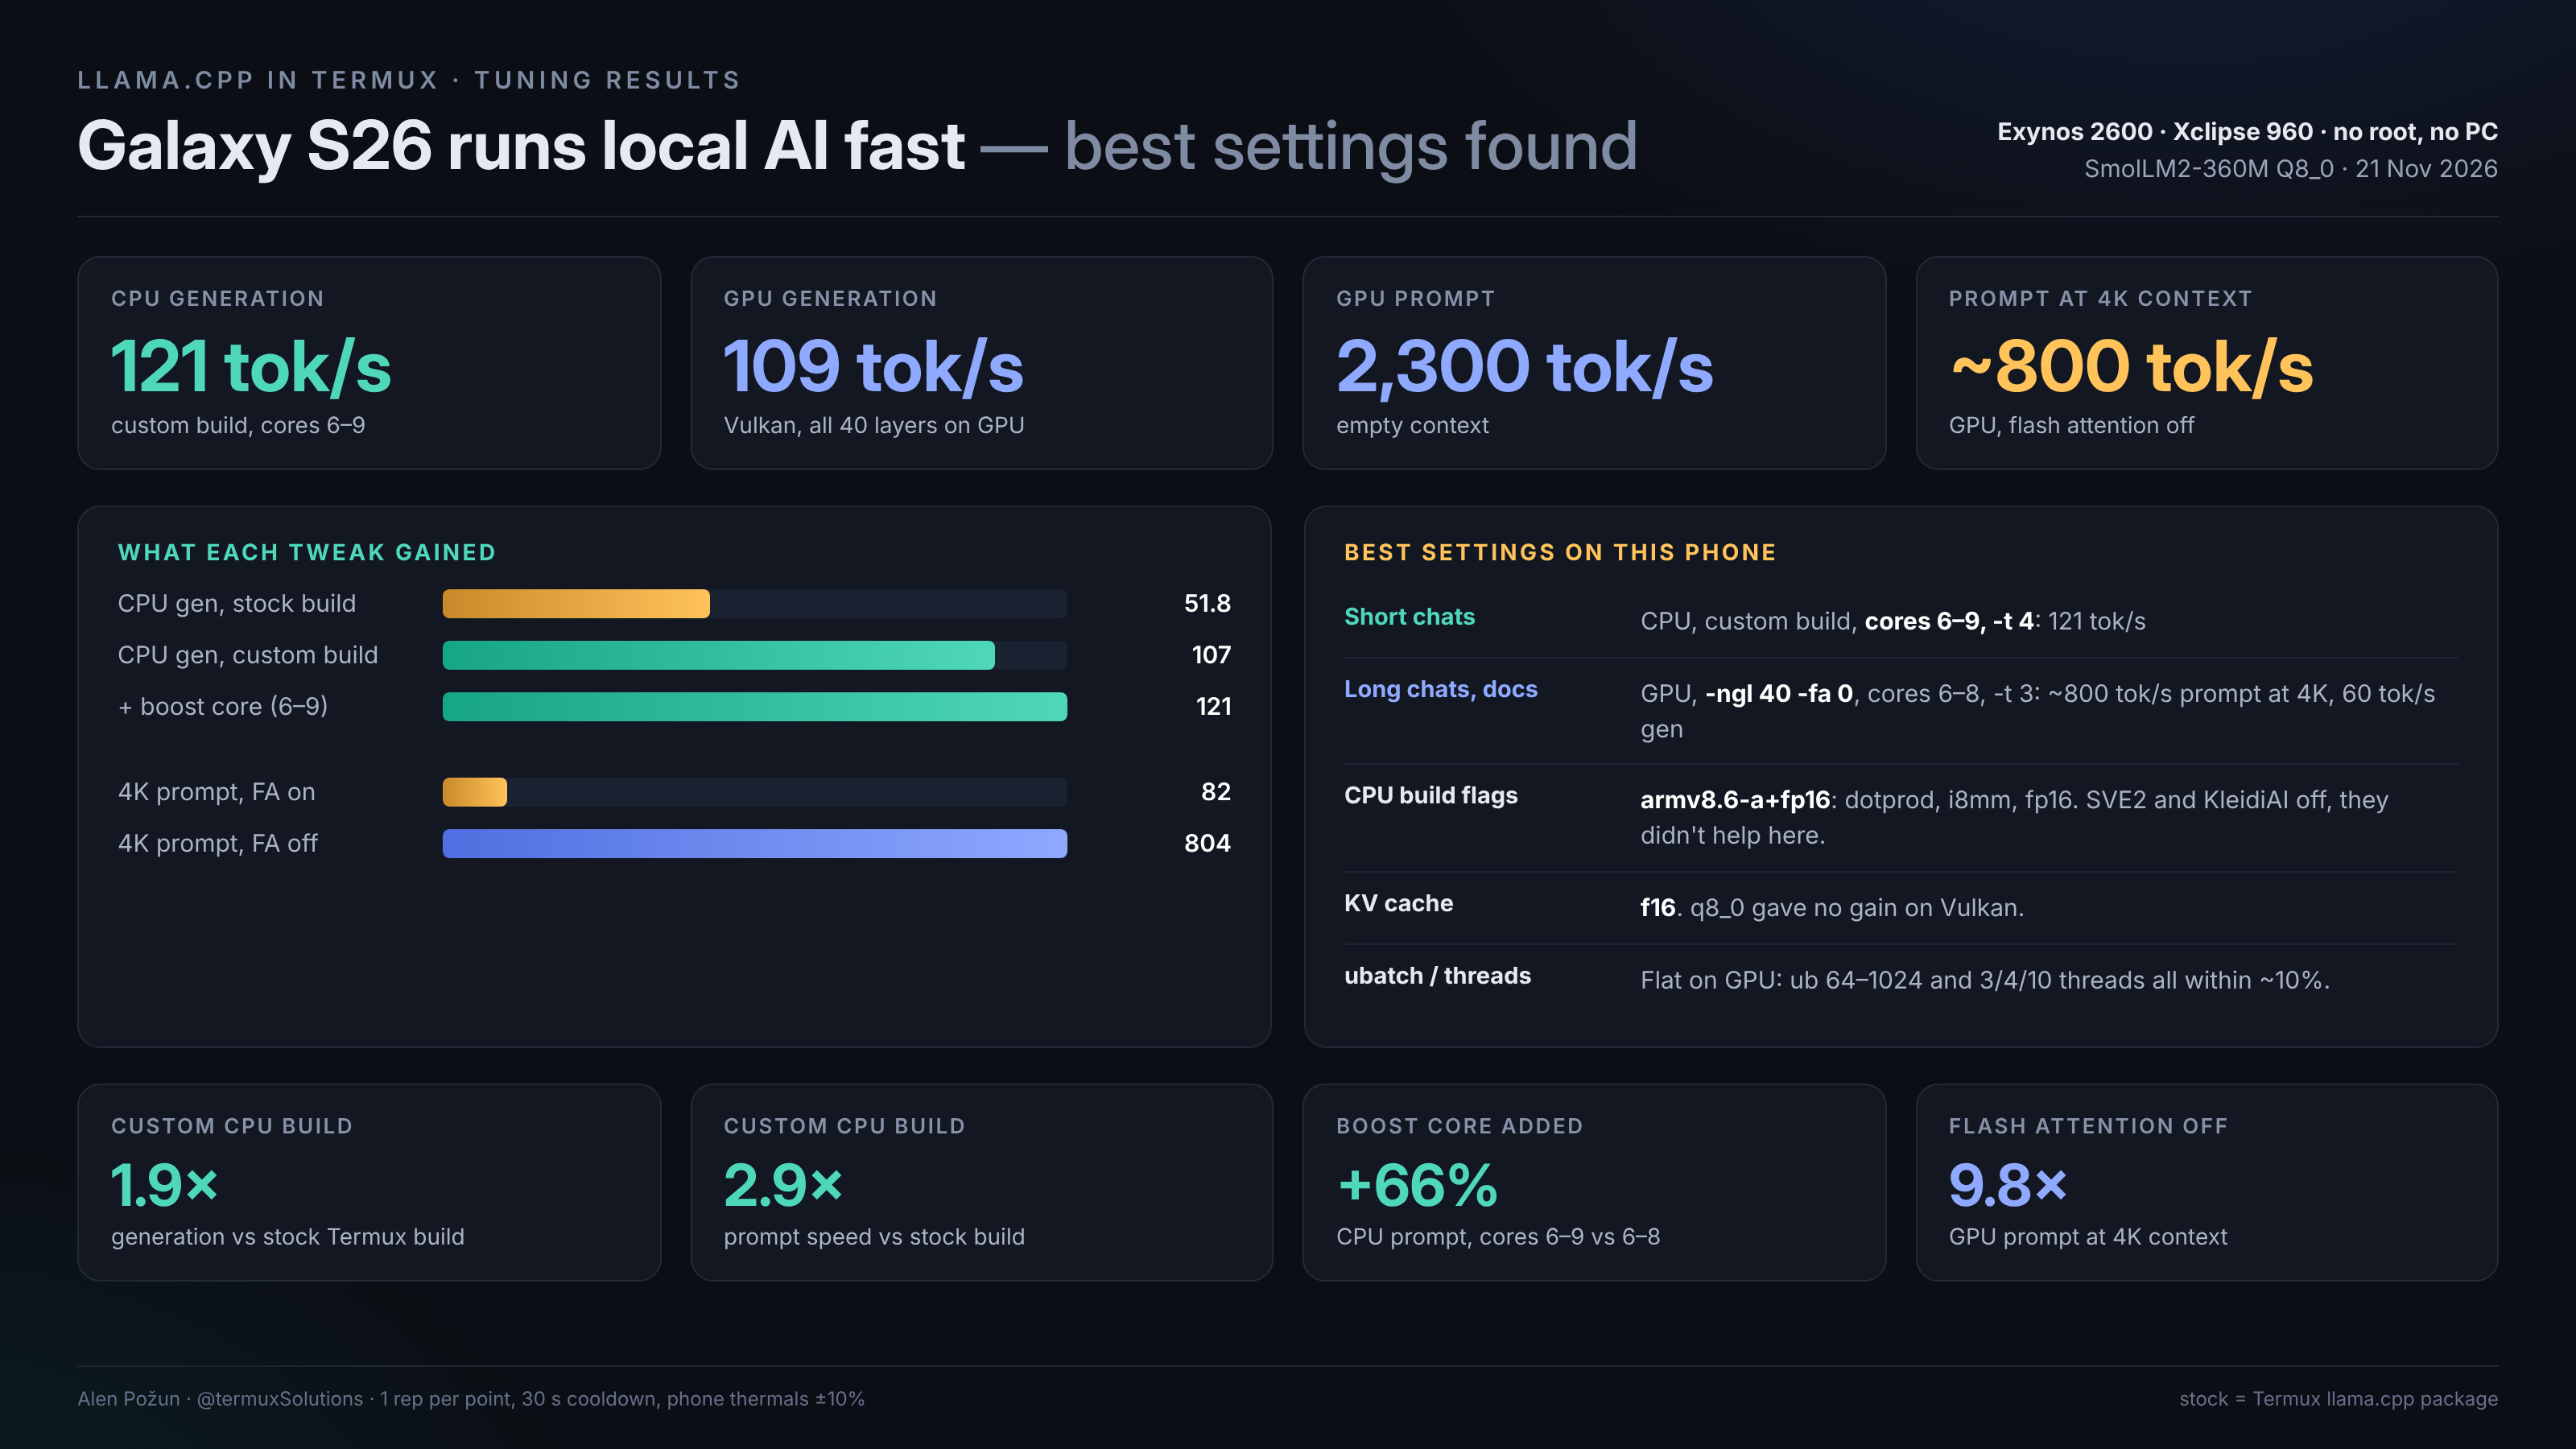 LLAMA.CPP IN TERMUX · TUNING RESULTS
Galaxy S26 runs local AI fast — best settings found
Exynos 2600 · Xclipse 960 · no root, no PC
SmolLM2-360M Q8_0 · 21 Nov 2026
CPU GENERATION
121 tok/s
custom build, cores 6–9
GPU GENERATION
109 tok/s
Vulkan, all 40 layers on GPU
GPU PROMPT
2,300 tok/s
empty context
PROMPT AT 4K CONTEXT
~800 tok/s
GPU, flash attention off
WHAT EACH TWEAK GAINED
CPU gen, stock build 51.8
CPU gen, custom build 107
+ boost core (6–9) 121
4K prompt, FA on 82
4K prompt, FA off 804
BEST SETTINGS ON THIS PHONE
Short chats CPU, custom build, cores 6–9, -t 4: 121 tok/s
Long chats, docs GPU, -ngl 40 -fa 0, cores 6–8, -t 3: ~800 tok/s prompt at 4K, 60 tok/s
gen
CPU build flags armv8.6-a+fp16: dotprod, i8mm, fp16. SVE2 and KleidiAI off, they
didn't help here.
KV cache f16. q8_0 gave no gain on Vulkan.
ubatch / threads Flat on GPU: ub 64–1024 and 3/4/10 threads all within ~10%.
CUSTOM CPU BUILD
1.9×
generation vs stock Termux build
CUSTOM CPU BUILD
2.9×
prompt speed vs stock build
BOOST CORE ADDED
+66%
CPU prompt, cores 6–9 vs 6–8
FLASH ATTENTION OFF
9.8×
GPU prompt at 4K context
Alen Požun · @termuxSolutions · 1 rep per point, 30 s cooldown, phone thermals ±10%
stock = Termux llama.cpp package